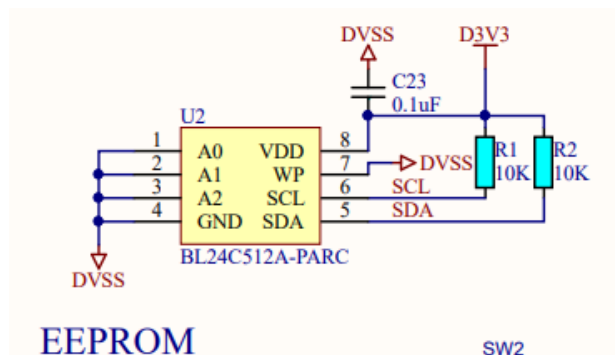 DVSS D3V3
C23
0.1uF
U2
1 A0 VDD 8
2 A1 WP 7 DVSS
3 A2 SCL 6 SCL
4 GND SDA 5 SDA
R1 R2
10K 10K
BL24C512A-PARC
DVSS
EEPROM
SW2